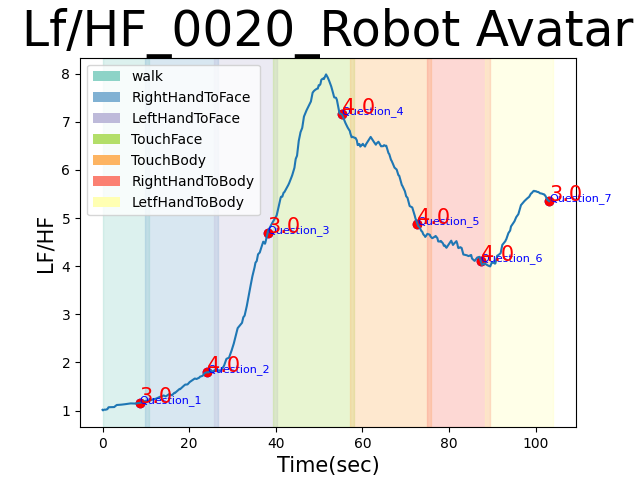 Lf/HF_0020_Robot Avatar
walk
RightHandToFace
LeftHandToFace
TouchFace
TouchBody
RightHandToBody
LetfHandToBody
LF/HF
8
7
6
5
4
3
2
1
3.0
Question_1
4.0
Question_2
3.0
Question_3
4.0
Question_4
4.0
Question_5
4.0
Question_6
3.0
Question_7
0 20 40 60 80 100
Time(sec)